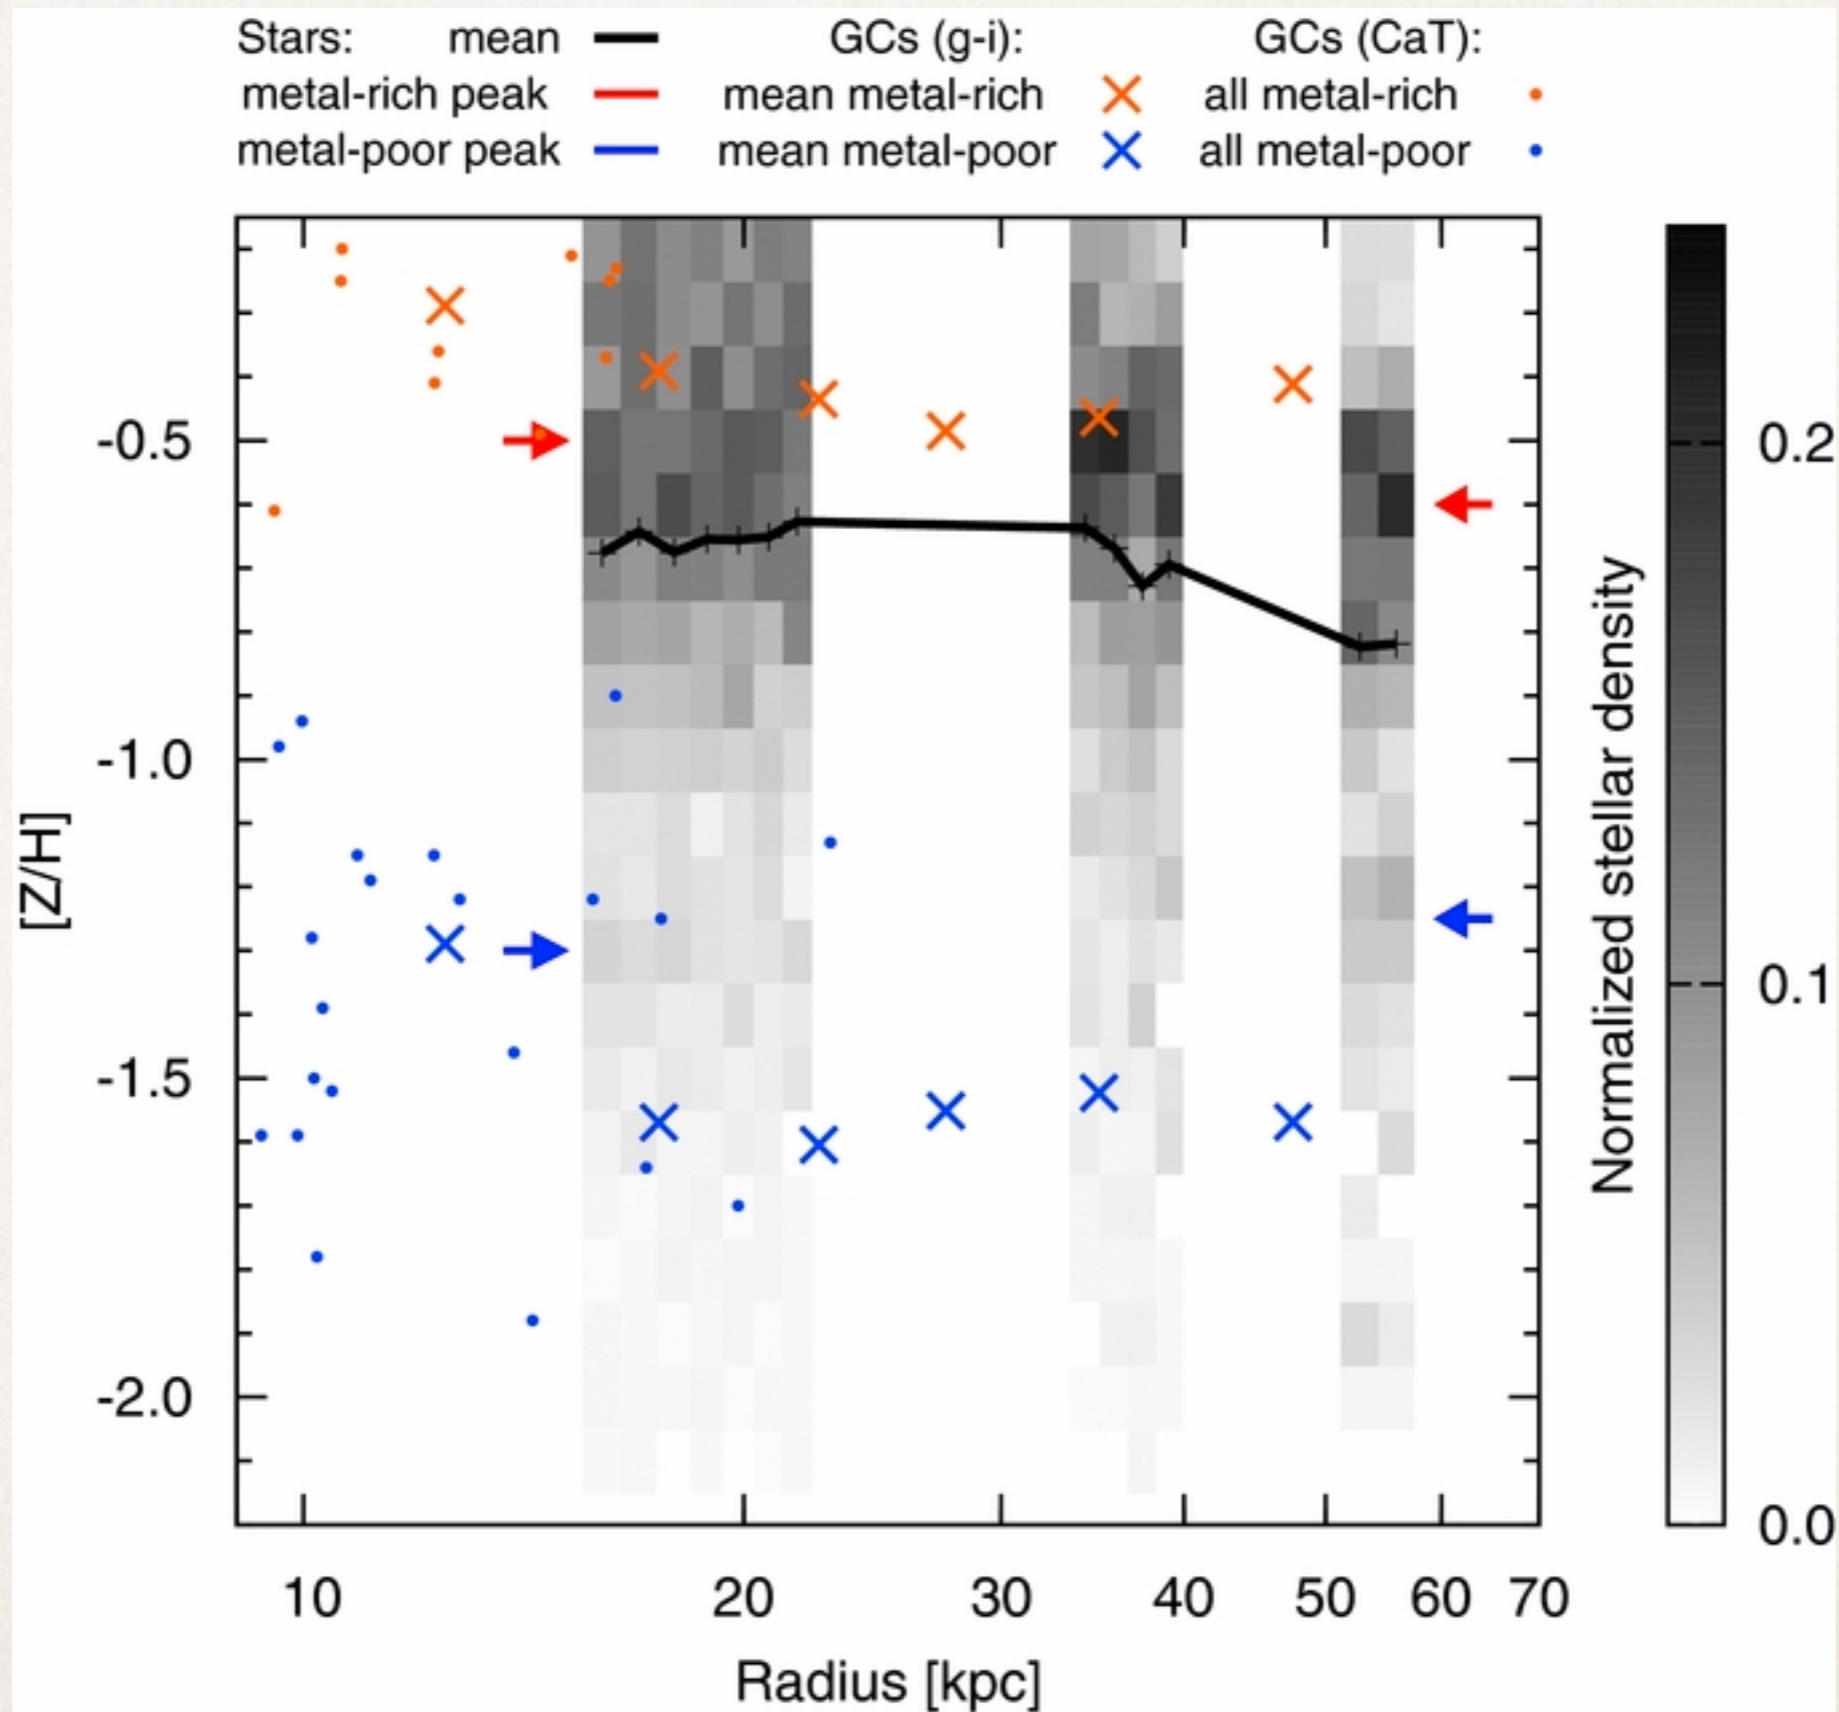 Stars: mean GCs (g-i): GCs (CaT):
metal-rich peak mean metal-rich all metal-rich
metal-poor peak mean metal-poor all metal-poor
-0.5
-1.0
-1.5
-2.0
[Z/H]
10 20 30 40 50 60 70
Radius [kpc]
0.2
0.1
0.0
Normalized stellar density